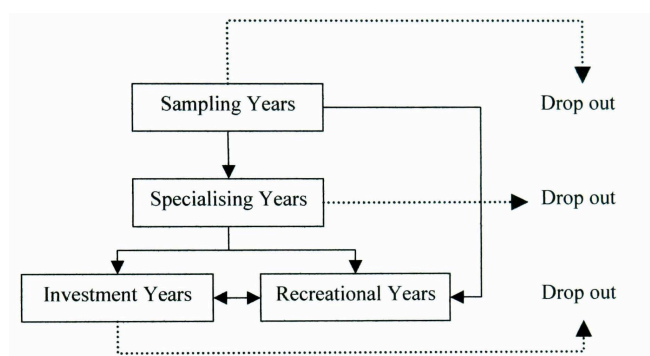 Sampling Years
Drop out
Specialising Years
Drop out
Investment Years
Recreational Years
Drop out